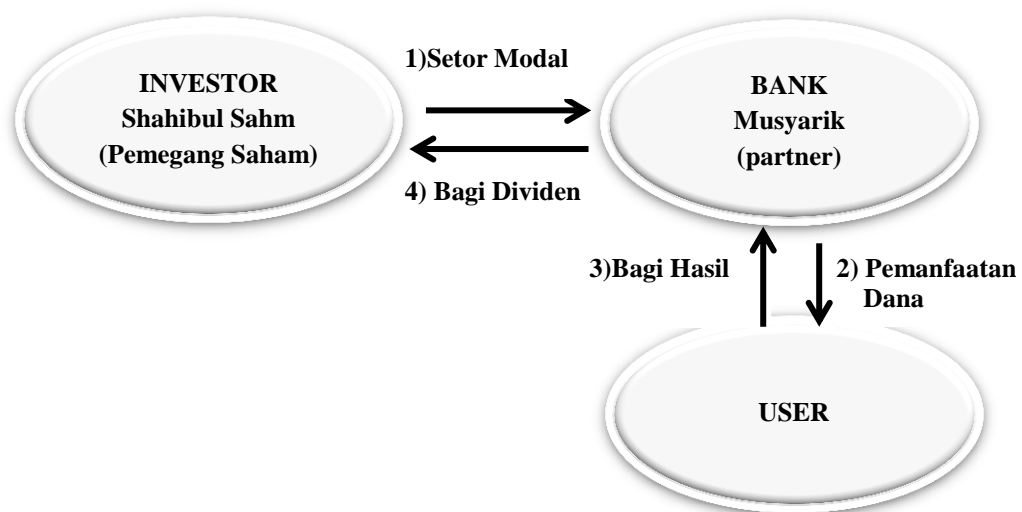 INVESTOR
Shahibul Sahm
(Pemegang Saham)
1)Setor Modal
4) Bagi Dividen
BANK
Musyarik
(partner)
3)Bagi Hasil
2) Pemanfaatan
Dana
USER